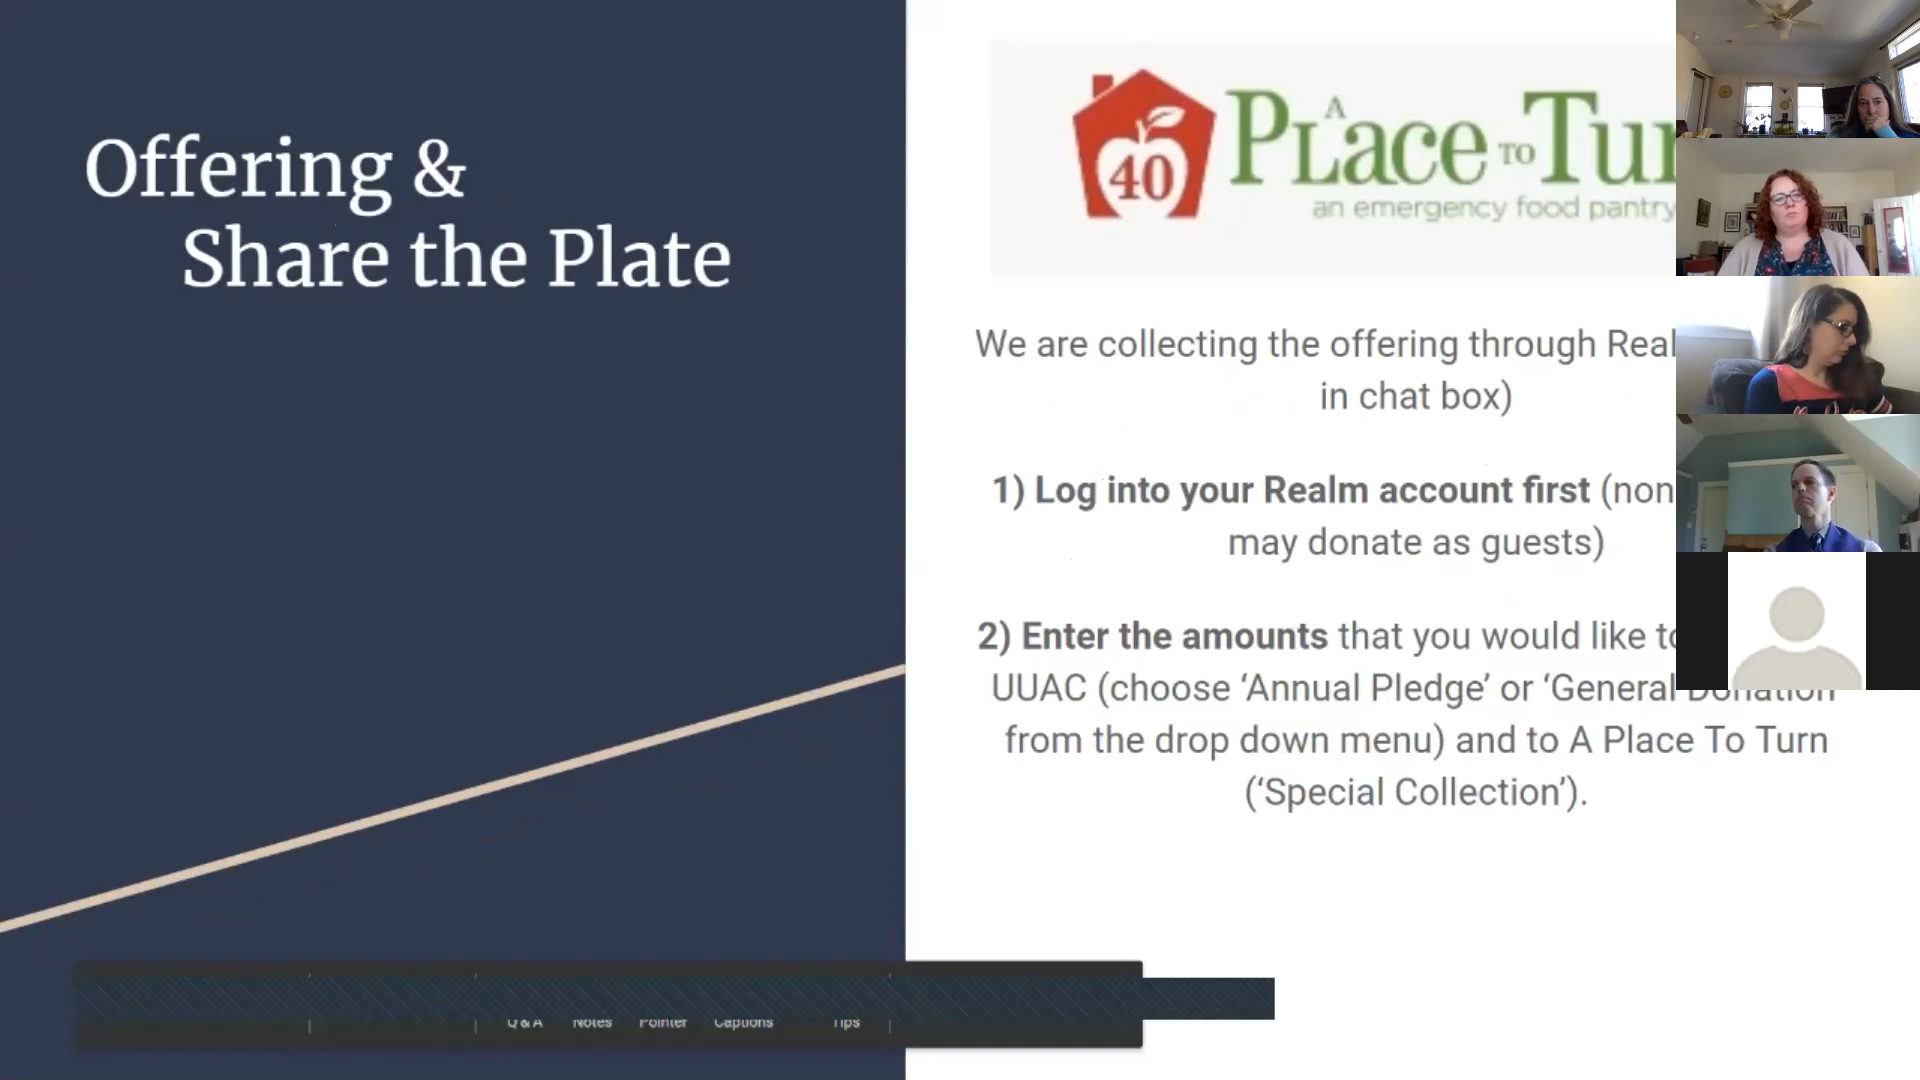 Offering &
Share the Plate
40
A
PLace TO Tur
an emergency food pantry
We are collecting the offering through Real
in chat box)
1) Log into your Realm account first (non
may donate as guests)
2) Enter the amounts that you would like to
UUAC (choose ‘Annual Pledge’ or ‘General Donation
from the drop down menu) and to A Place To Turn
(‘Special Collection’).
Q & A Notes Pointer Captions Tips